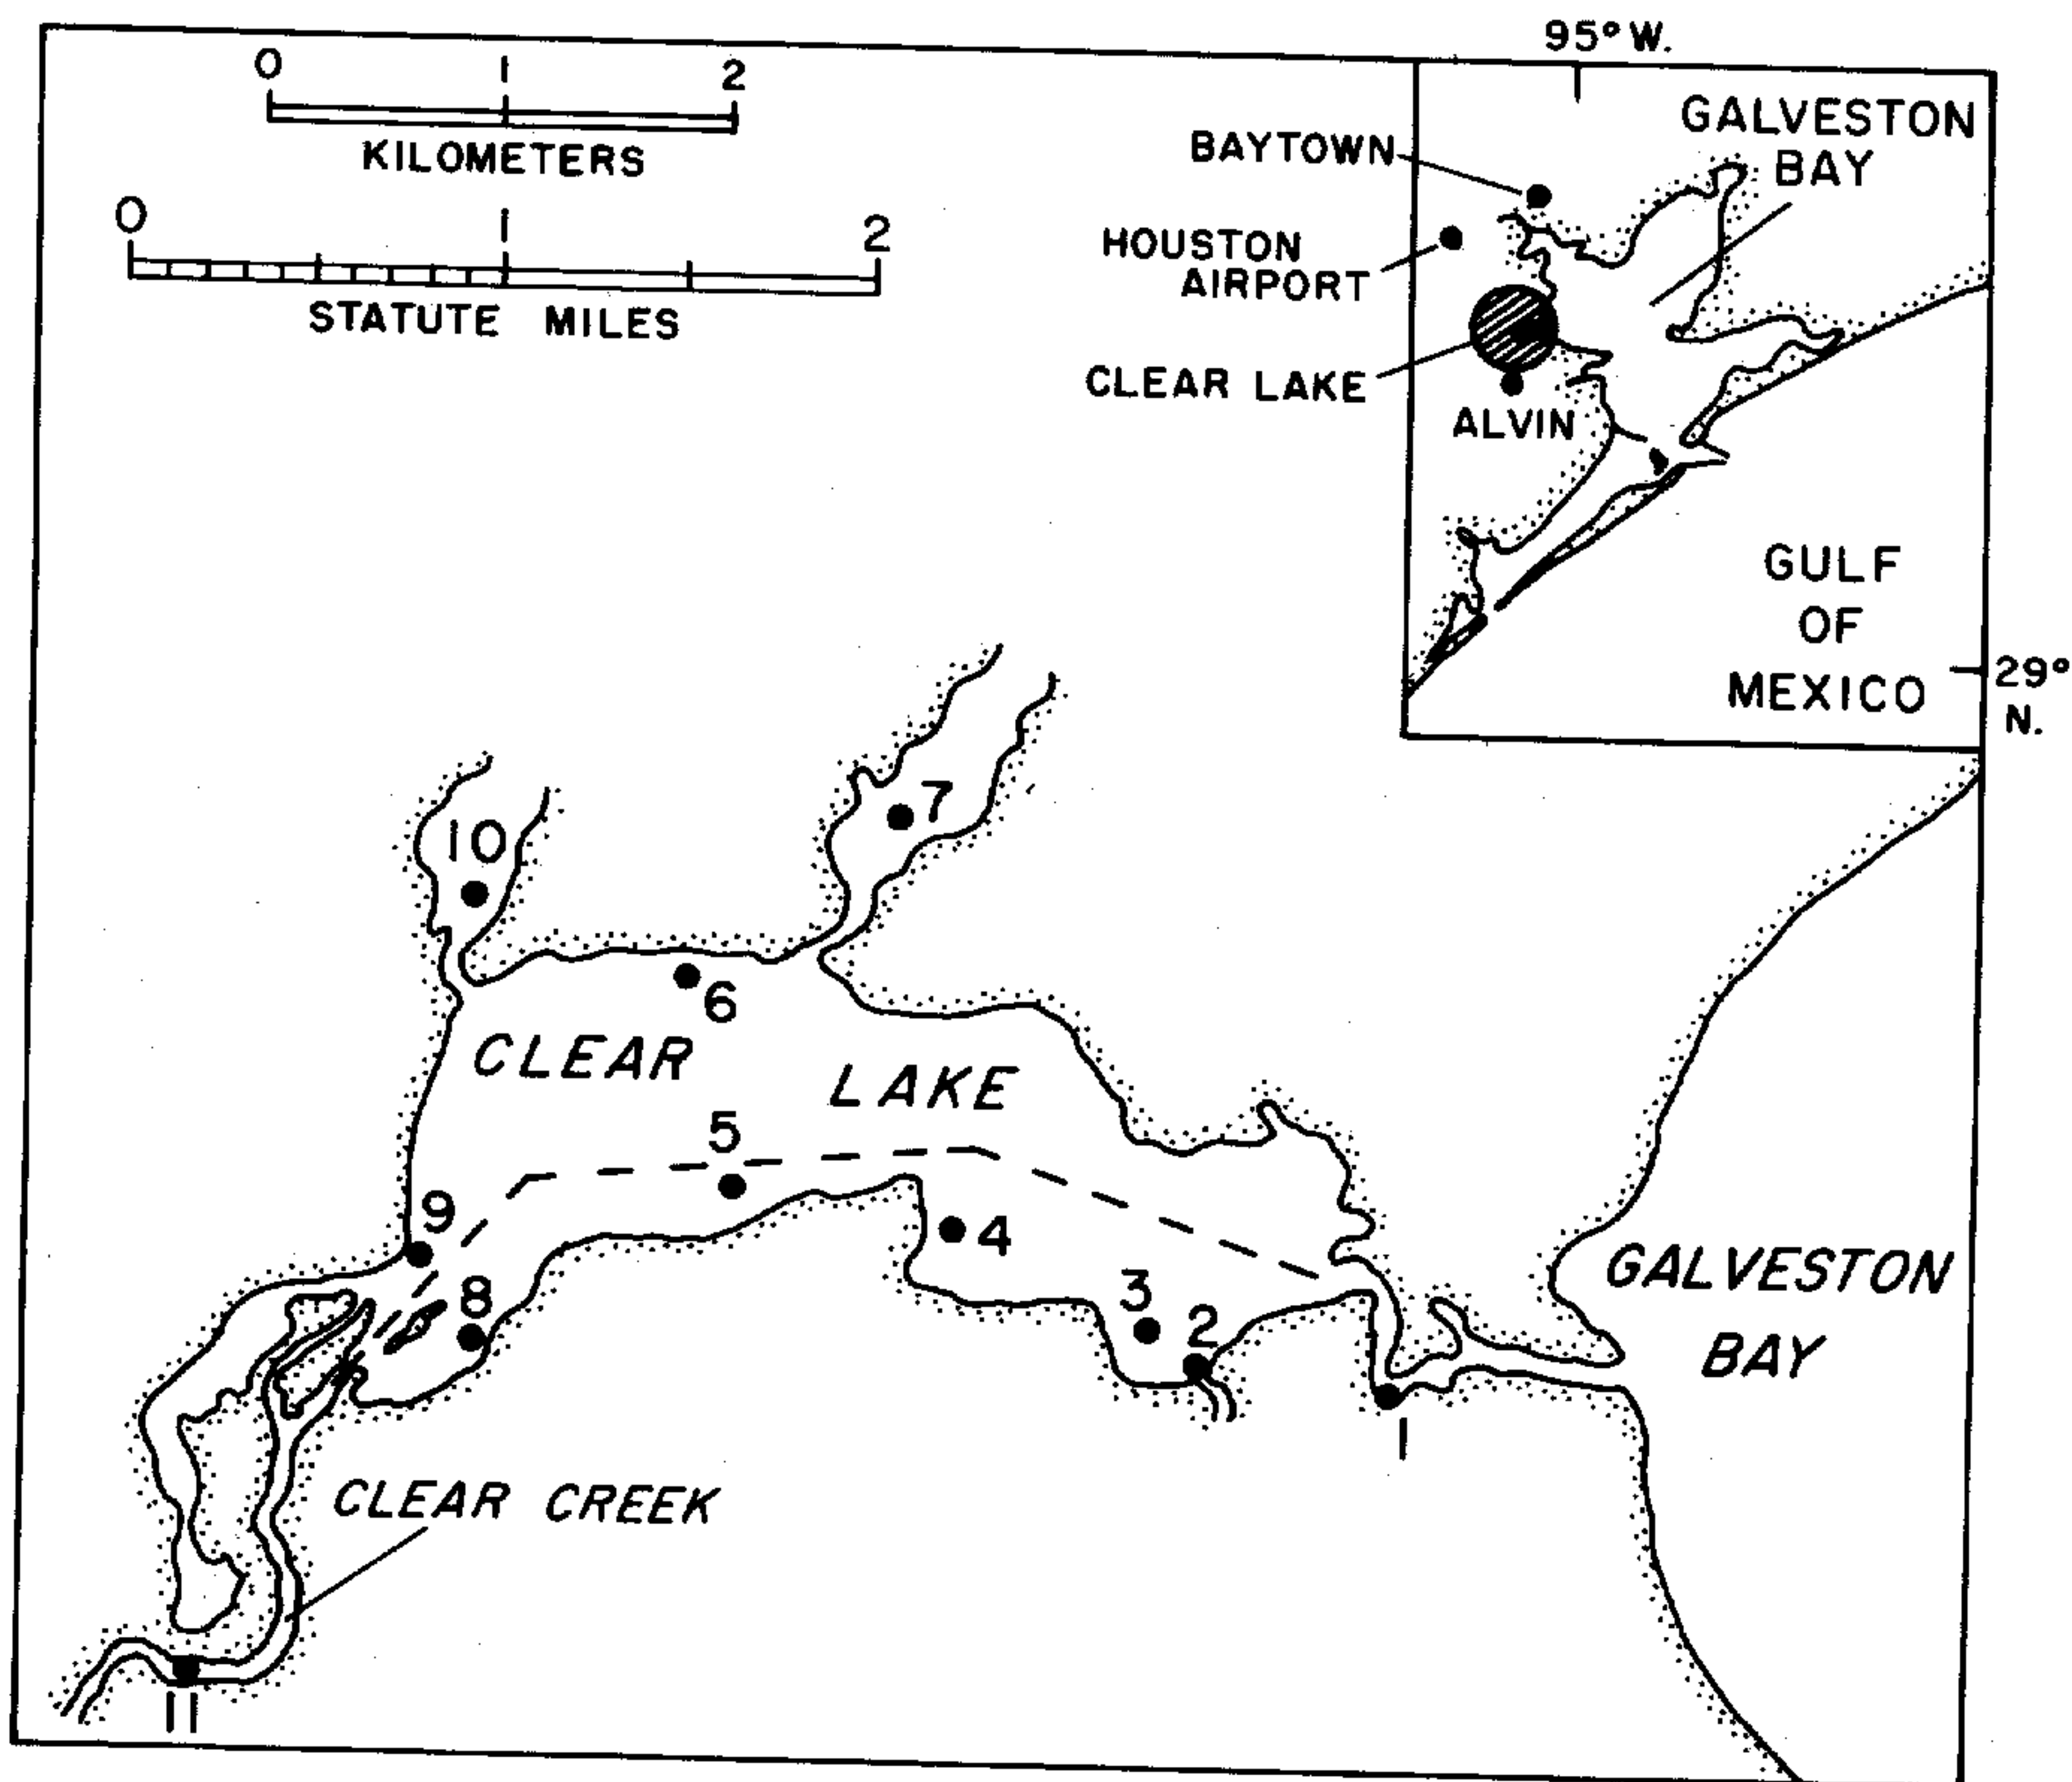 95° W.
0 1 2
KILOMETERS
0 1 2
STATUTE MILES
GALVESTON
BAY
BAYTOWN
HOUSTON
AIRPORT
CLEAR LAKE
ALVIN
GULF
OF
MEXICO
29°
N.
7
10
6
CLEAR LAKE
5
9
4
8
3
2
GALVESTON
BAY
1
CLEAR CREEK
11